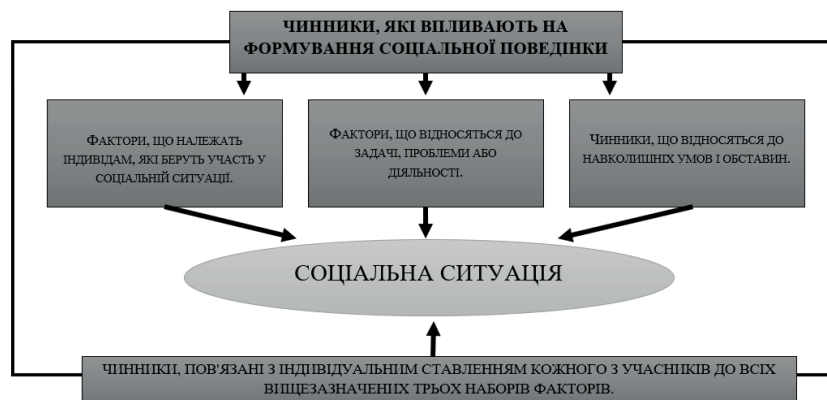 ЧИННИКИ, ЯКІ ВПЛИВАЮТЬ НА
ФОРМУВАННЯ СОЦІАЛЬНОЇ ПОВЕДІНКИ
ФАКТОРИ, ЩО НАЛЕЖАТЬ
ІНДИВІДАМ, ЯКІ БЕРУТЬ УЧАСТЬ У
СОЦІАЛЬНІЙ СИТУАЦІЇ.
ФАКТОРИ, ЩО ВІДНОСЯТЬСЯ ДО
ЗАДАЧІ, ПРОБЛЕМИ АБО
ДІЯЛЬНОСТІ.
ЧИННИКИ, ЩО ВІДНОСЯТЬСЯ ДО
НАВКОЛИШНІХ УМОВ І ОБСТАВИН.
СОЦІАЛЬНА СИТУАЦІЯ
ЧИННИКИ, ПОВ'ЯЗАНІ З ІНДИВІДУАЛЬНИМ СТАВЛЕННЯМ КОЖНОГО З УЧАСНИКІВ ДО ВСІХ
ВИЩЕЗАЗНАЧЕНИХ ТРЬОХ НАБОРІВ ФАКТОРІВ.